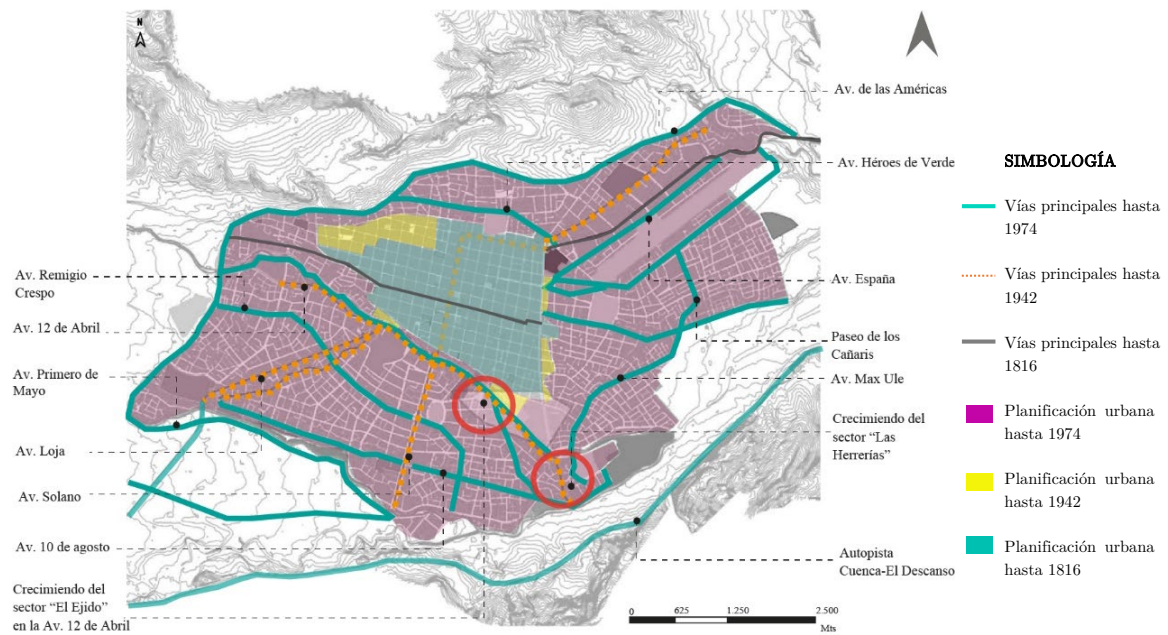 N
Av. de las Américas
Av. Héroes de Verde
Av. España
Paseo de los
Cañaris
Av. Max Ule
Crecimiendo del
sector “Las
Herrerías”
Autopista
Cuenca-El Descanso
Av. Remigio
Crespo
Av. 12 de Abril
Av. Primero de
Mayo
Av. Loja
Av. Solano
Av. 10 de agosto
Crecimiendo del
sector “El Ejido”
en la Av. 12 de Abril
0 625 1.250 2.500
Mts
SIMBOLOGÍA
Vías principales hasta
1974
Vías principales hasta
1942
Vías principales hasta
1816
Planificación urbana
hasta 1974
Planificación urbana
hasta 1942
Planificación urbana
hasta 1816